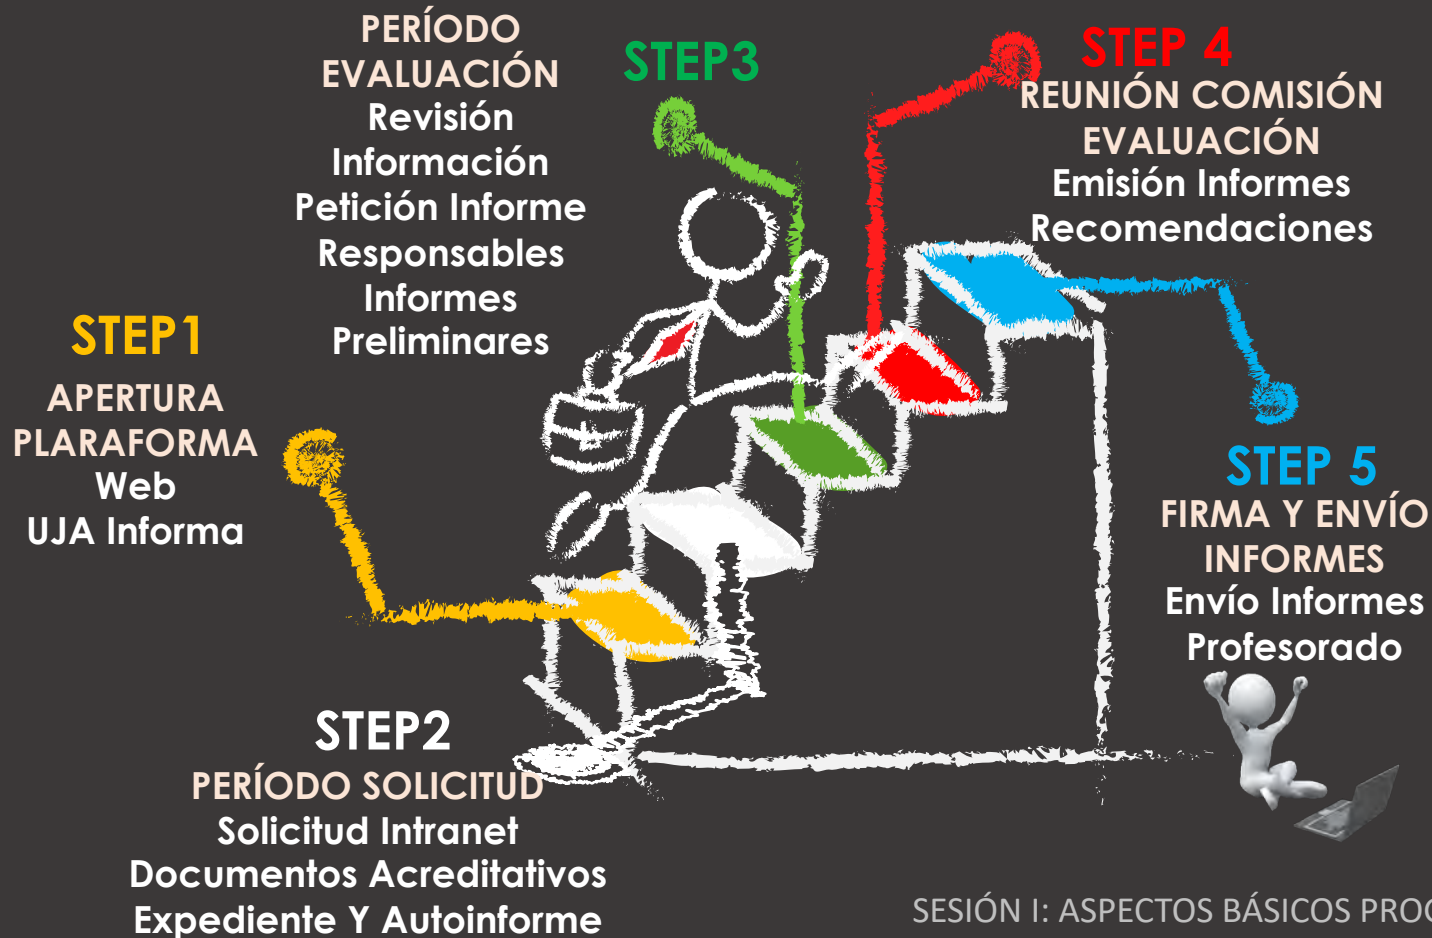 STEP1
APERTURA
PLARAFORMA
Web
UJA Informa
STEP2
PERÍODO SOLICITUD
Solicitud Intranet
Documentos Acreditativos
Expediente Y Autoinforme
STEP3
PERÍODO
EVALUACIÓN
Revisión
Información
Petición Informe
Responsables
Informes
Preliminares
STEP 4
REUNIÓN COMISIÓN
EVALUACIÓN
Emisión Informes
Recomendaciones
STEP 5
FIRMA Y ENVÍO
INFORMES
Envío Informes
Profesorado
SESIÓN I: ASPECTOS BÁSICOS